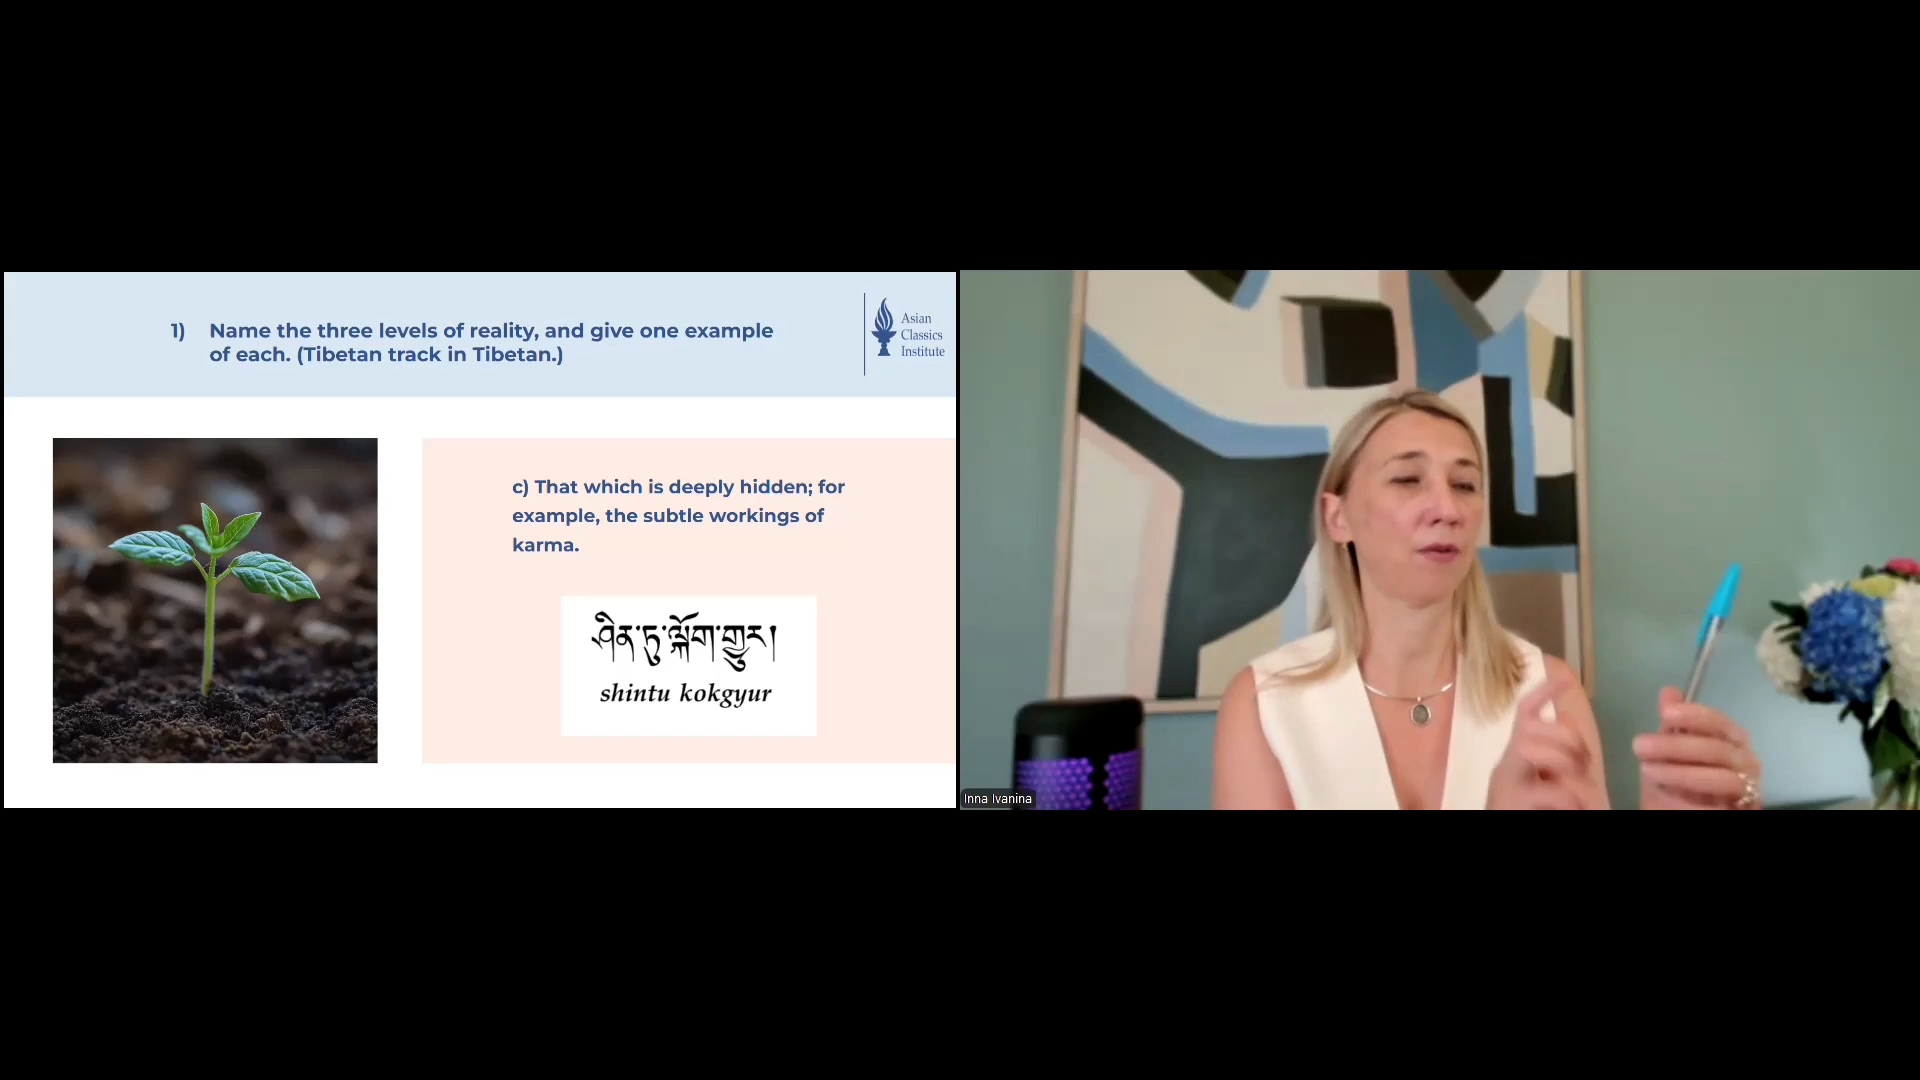 1) Name the three levels of reality, and give one example
of each. (Tibetan track in Tibetan.)
Asian
Classics
Institute
c) That which is deeply hidden; for
example, the subtle workings of
karma.
ཤིན་ཏུ་ལྐོག་གྱུར།
shintu kokgyur
Inna Ivanina